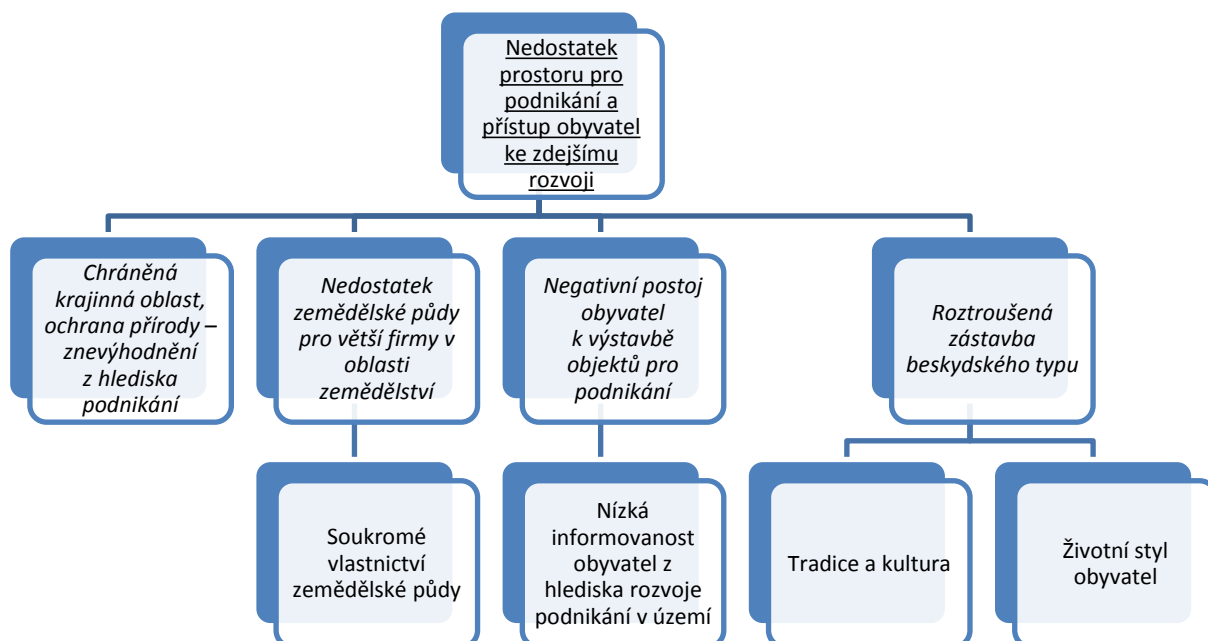 Nedostatek
prostoru pro
podnikání a
přístup obyvatel
ke zdejšímu
rozvoji
Chráněná
krajinná oblast,
ochrana přírody –
znevýhodnění
z hlediska
podnikání
Nedostatek
zemědělské půdy
pro větší firmy v
oblasti
zemědělství
Negativní postoj
obyvatel
k výstavbě
objektů pro
podnikání
Roztroušená
zástavba
beskydského typu
Soukromé
vlastnictví
zemědělské půdy
Nízká
informovanost
obyvatel z
hlediska rozvoje
podnikání v území
Tradice a kultura
Životní styl
obyvatel